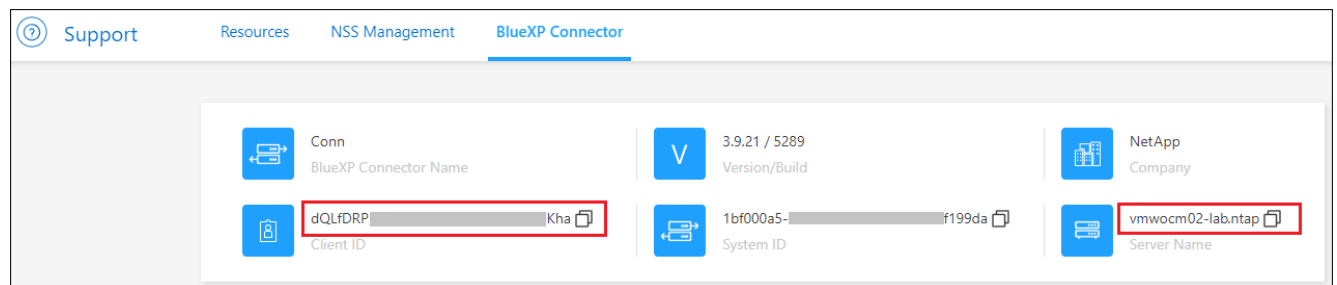 Support
Resources NSS Management BlueXP Connector
Conn
BlueXP Connector Name
V
3.9.21 / 5289
Version/Build
NetApp
Company
dQLfDRP Kha
Client ID
1bf000a5- f199da
System ID
vmwocm02-lab.ntap
Server Name